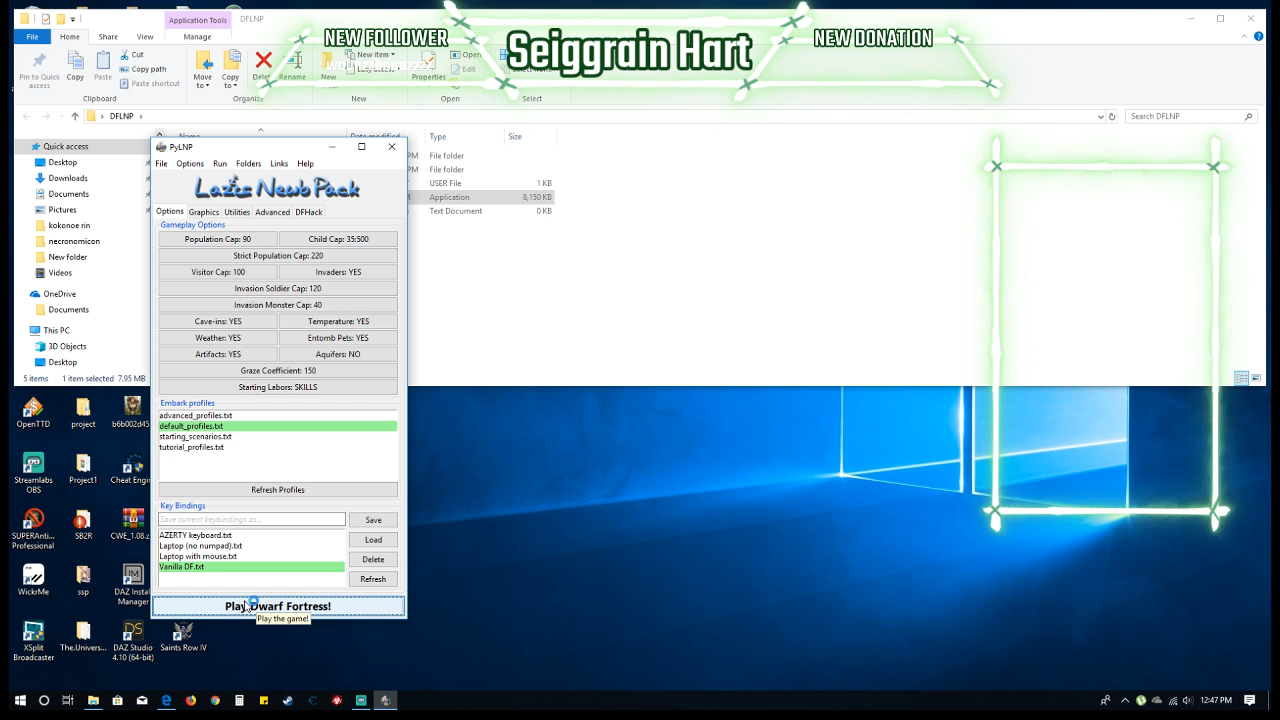 Application Tools
DFLNP
File
Home
Share
View
Manage
NEW FOLLOWER
Seiggrain Hart
NEW DONATION
Pin to Quick access
Copy
Paste
Cut
Copy path
Paste shortcut
Clipboard
Move to
Copy to
Delete
Rename
Organize
New
New item
New
Properties
Open
Edit
Open
Select
DFLNP
Search DFLNP
Date modified
Type
Size
File folder
File folder
USER File
1 KB
Application
8,150 KB
Text Document
0 KB
Quick access
Desktop
Downloads
Documents
Pictures
kokonoe rin
necronomicon
New folder
Videos
OneDrive
Documents
This PC
3D Objects
Desktop
5 items
1 item selected 7.95 MB
PyLNP
File
Options
Run
Folders
Links
Help
Lazy Newb Pack
Options
Graphics
Utilities
Advanced
DFHack
Gameplay Options
Population Cap: 90
Child Cap: 35:500
Strict Population Cap: 220
Visitor Cap: 100
Invaders: YES
Invasion Soldier Cap: 120
Invasion Monster Cap: 40
Cave-ins: YES
Temperature: YES
Weather: YES
Entomb Pets: YES
Artifacts: YES
Aquifers: NO
Graze Coefficient: 150
Starting Labors: SKILLS
Embark profiles
advanced_profiles.txt
default_profiles.txt
starting_scenarios.txt
tutorial_profiles.txt
Refresh Profiles
Key Bindings
Save current keybindings as...
Save
AZERTY keyboard.txt
Laptop (no numpad).txt
Laptop with mouse.txt
Vanilla DF.txt
Load
Delete
Refresh
Play Dwarf Fortress!
Play the game!
OpenTTD
project
b6b002d45
Streamlabs OBS
Project1
Cheat Engine
SUPERAnti... Professional
SB2R
CWE_1.08.z
WickrMe
ssp
DAZ Install Manager
XSplit Broadcaster
The.Univers...
DAZ Studio 4.10 (64-bit)
Saints Row IV
12:47 PM